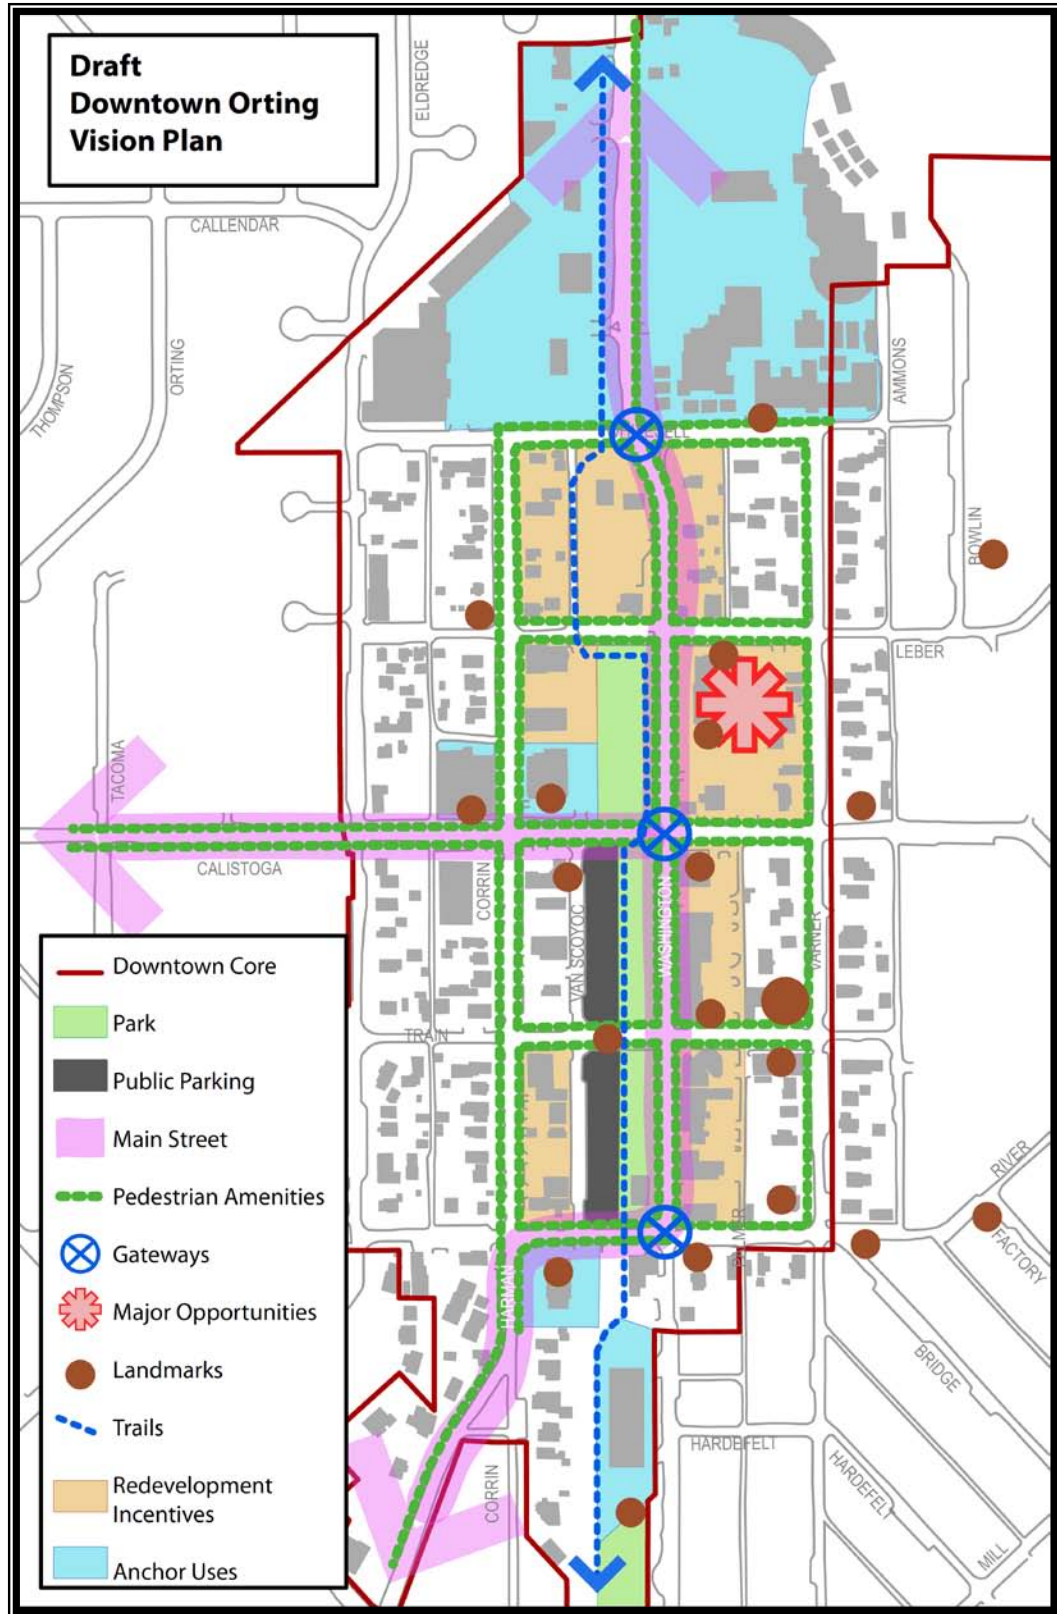 Draft
Downtown Orting
Vision Plan
ELDREDGE
CALLENDAR
THOMPSON
ORTING
AMMONS
BOWLIN
LEBER
TACOMA
CALISTOGA
CORRIN
VAN SCOYOC
WASHINGTON
VARNER
TRAIN
PALMER
RIVER
FACTORY
HARMAN
BRIDGE
HARDEFELT
HARDEFELT
CORRIN
MILL
Downtown Core
Park
Public Parking
Main Street
Pedestrian Amenities
Gateways
Major Opportunities
Landmarks
Trails
Redevelopment
Incentives
Anchor Uses